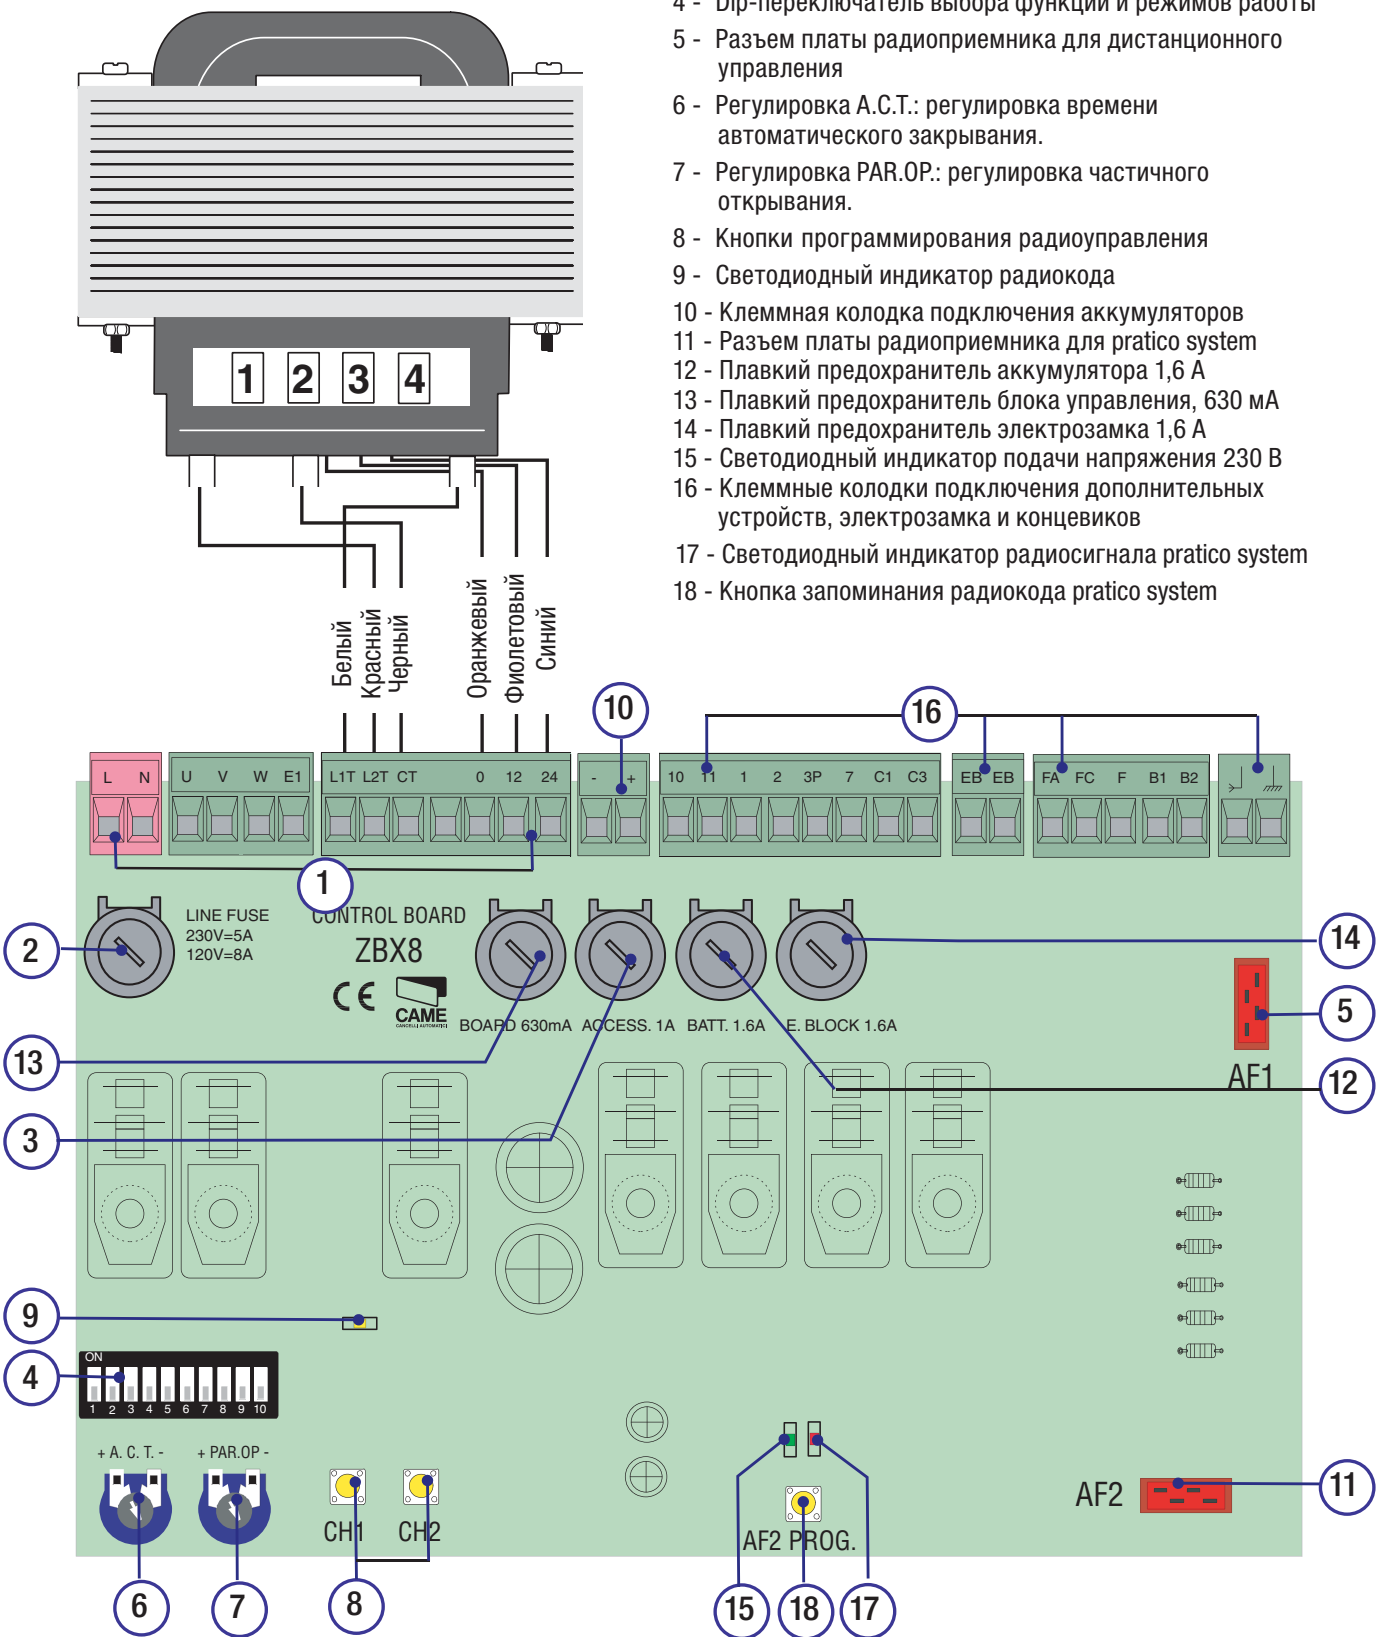 4 - Dip-переключатель выбора функций и режимов работы
5 - Разъем платы радиоприемника для дистанционного
управления
6 - Регулировка A.C.T.: регулировка времени
автоматического закрывания.
7 - Регулировка PAR.OP.: регулировка частичного
открывания.
8 - Кнопки программирования радиоуправления
9 - Светодиодный индикатор радиокода
10 - Клеммная колодка подключения аккумуляторов
11 - Разъем платы радиоприемника для pratico system
12 - Плавкий предохранитель аккумулятора 1,6 А
13 - Плавкий предохранитель блока управления, 630 мА
14 - Плавкий предохранитель электрозамка 1,6 А
15 - Светодиодный индикатор подачи напряжения 230 В
16 - Клеммные колодки подключения дополнительных
устройств, электрозамка и концевиков
17 - Светодиодный индикатор радиосигнала pratico system
18 - Кнопка запоминания радиокода pratico system
1 2 3 4
Белый
Красный
Черный
Оранжевый
Фиолетовый
Синий
10
16
L N U V W E1 L1T L2T CT 0 12 24 - + 10 11 1 2 3P 7 C1 C3 EB EB FA FC F B1 B2
1
2
LINE FUSE
230V=5A
120V=8A
CONTROL BOARD
ZBX8
CE
CAME
CANCELLI AUTOMATICI
BOARD 630mA ACCESS. 1A BATT. 1.6A E. BLOCK 1.6A
14
5
AF1
13
12
3
9
4
ON
1 2 3 4 5 6 7 8 9 10
+ A. C. T. - + PAR.OP -
CH1 CH2
AF2 PROG.
AF2
11
6 7 8 15 18 17